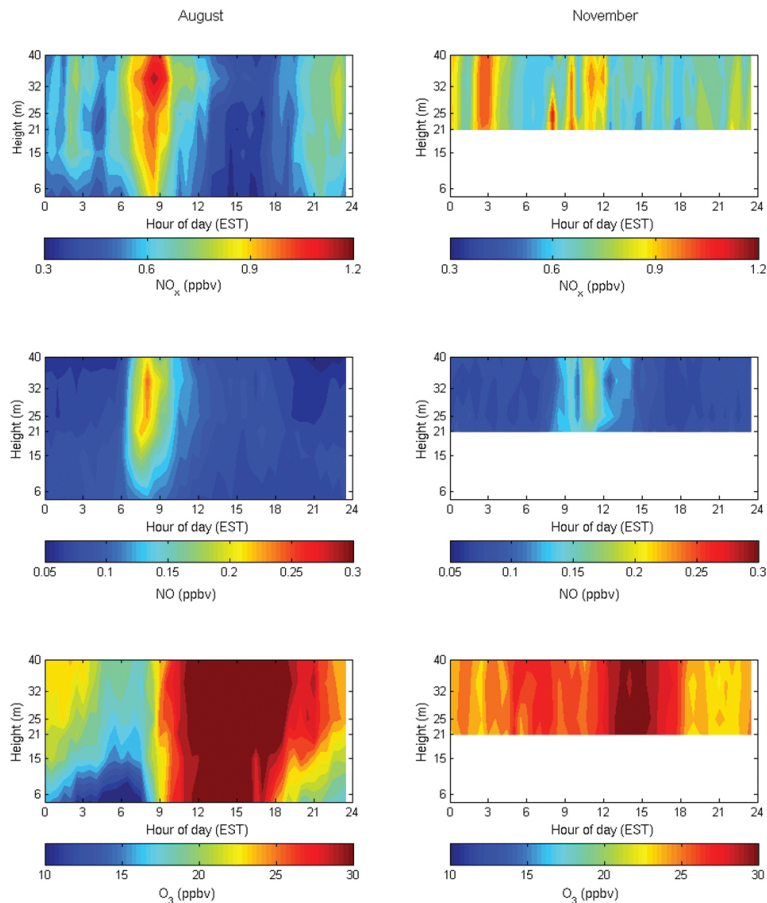 August
November
40
32
25
21
15
6
Height (m)
0 3 6 9 12 15 18 21 24
Hour of day (EST)
0.3 0.6 0.9 1.2
NOx (ppbv)
40
32
25
21
15
6
Height (m)
0 3 6 9 12 15 18 21 24
Hour of day (EST)
0.3 0.6 0.9 1.2
NOx (ppbv)
40
32
25
21
15
6
Height (m)
0 3 6 9 12 15 18 21 24
Hour of day (EST)
0.05 0.1 0.15 0.2 0.25 0.3
NO (ppbv)
40
32
25
21
15
6
Height (m)
0 3 6 9 12 15 18 21 24
Hour of day (EST)
0.05 0.1 0.15 0.2 0.25 0.3
NO (ppbv)
40
32
25
21
15
6
Height (m)
0 3 6 9 12 15 18 21 24
Hour of day (EST)
10 15 20 25 30
O3 (ppbv)
40
32
25
21
15
6
Height (m)
0 3 6 9 12 15 18 21 24
Hour of day (EST)
10 15 20 25 30
O3 (ppbv)